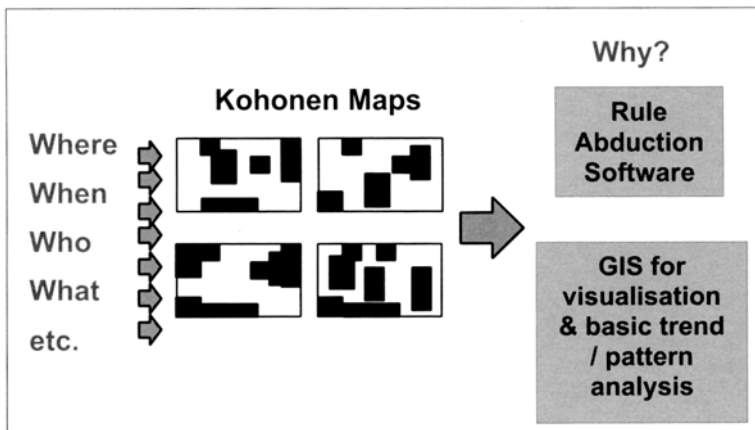 Why?
Kohonen Maps
Where
When
Who
What
etc.
Rule
Abduction
Software
GIS for
visualisation
& basic trend
/ pattern
analysis